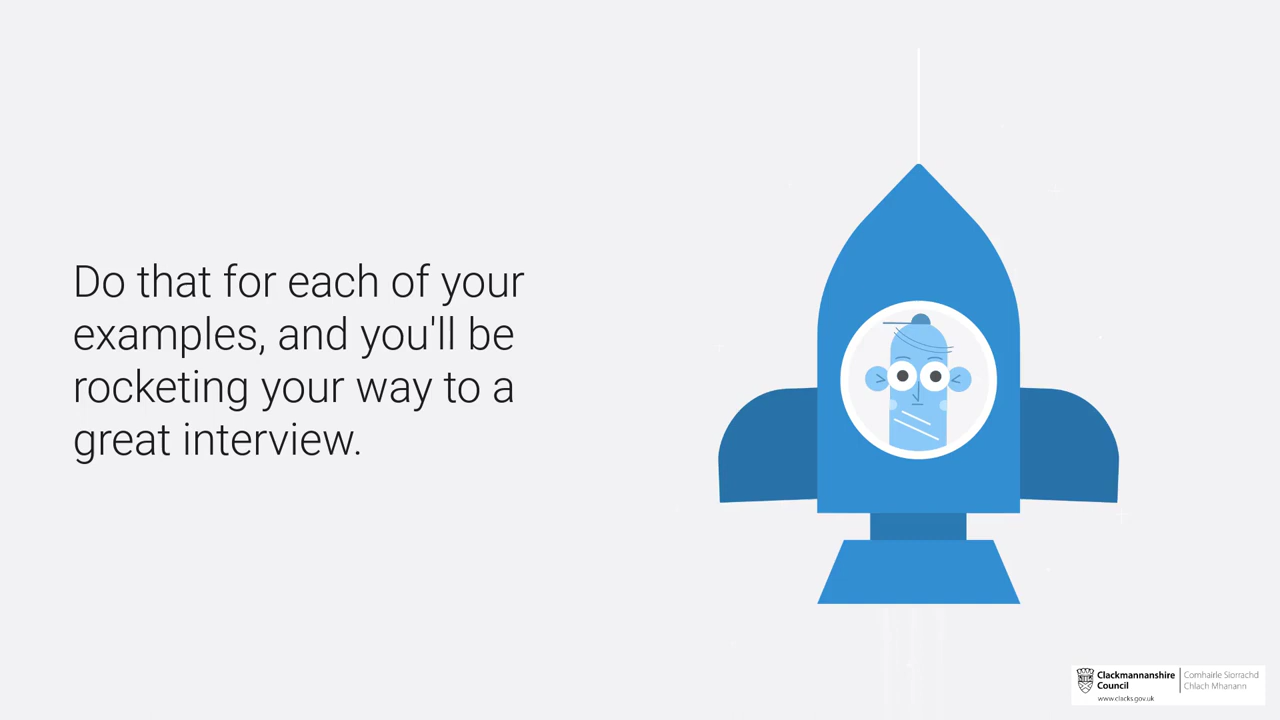 Do that for each of your
examples, and you'll be
rocketing your way to a
great interview.
Clackmannanshire
Council
www.clacks.gov.uk
Comhairle Siorrachd
Chlach Mhanann